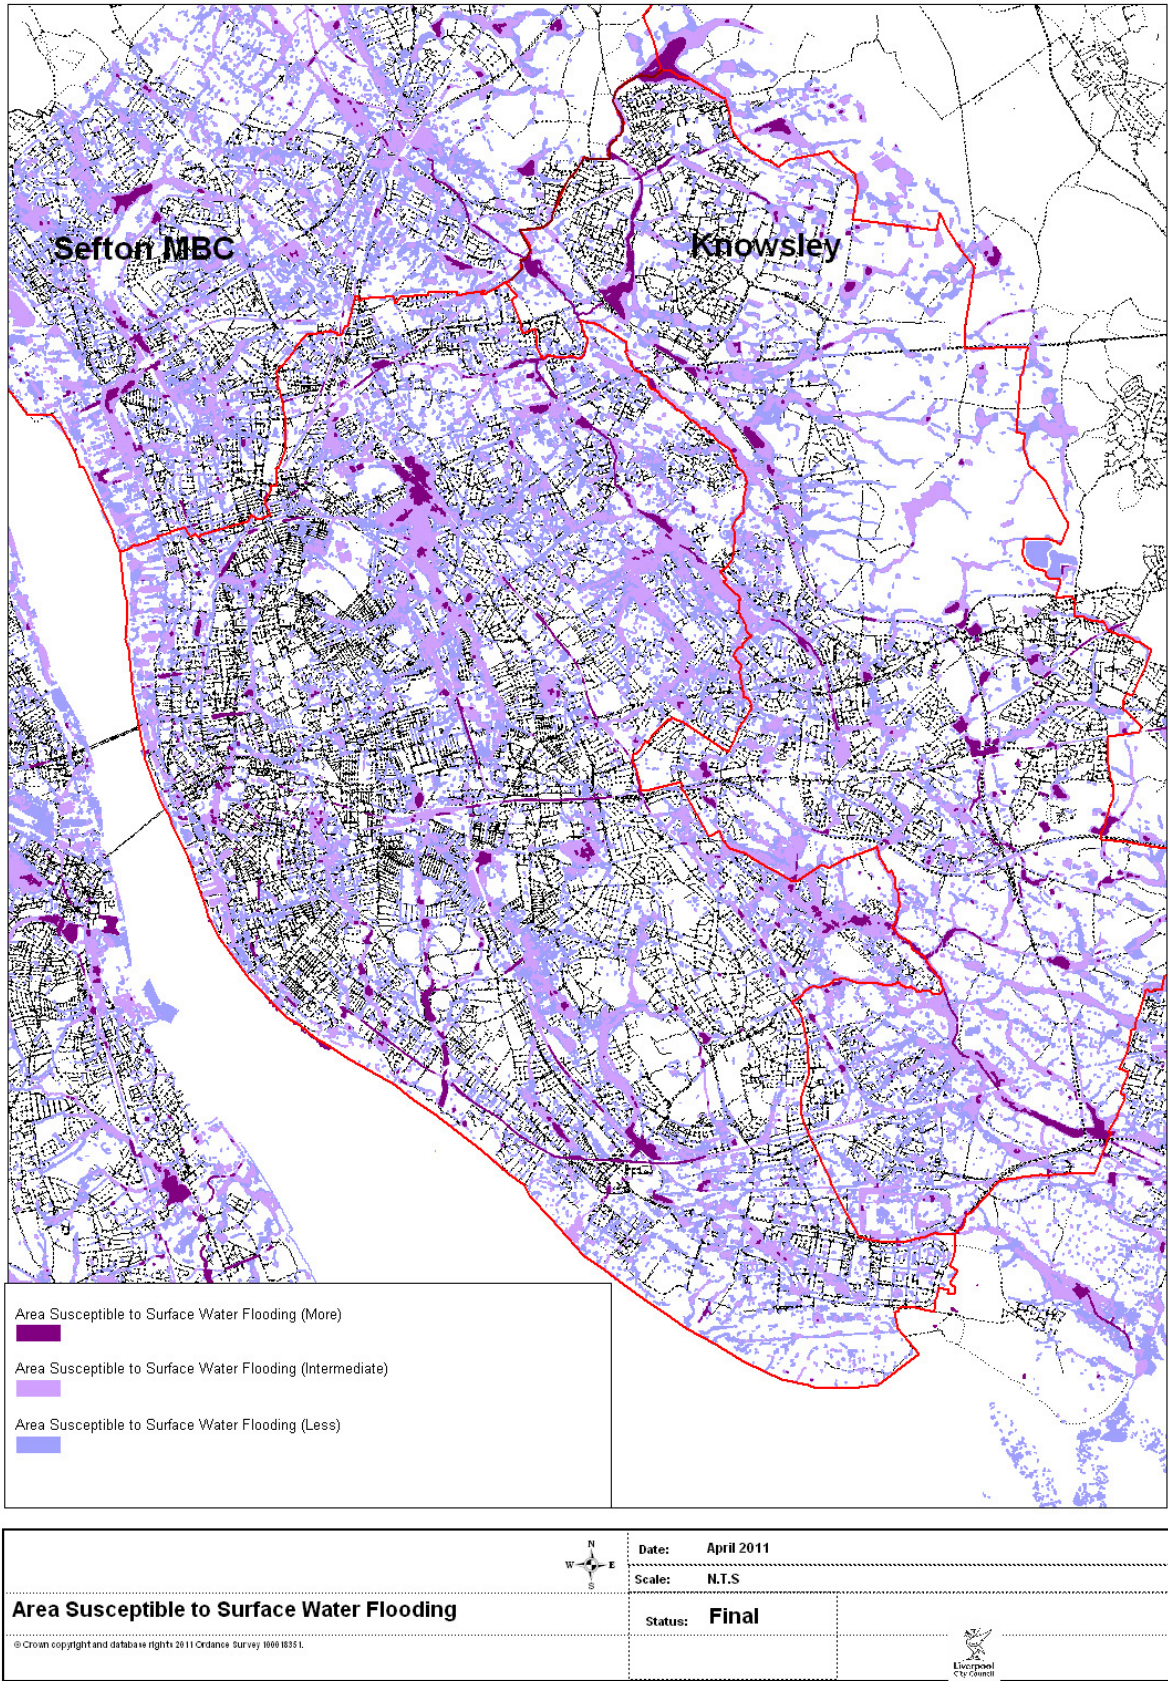 Sefton MBC
Knowsley
Area Susceptible to Surface Water Flooding (More)
Area Susceptible to Surface Water Flooding (Intermediate)
Area Susceptible to Surface Water Flooding (Less)
N
W E
S
Date: April 2011
Scale: N.T.S
Area Susceptible to Surface Water Flooding
Status: Final
© Crown copyright and database rights 2011 Ordance Survey 100018351.
Liverpool
City Council